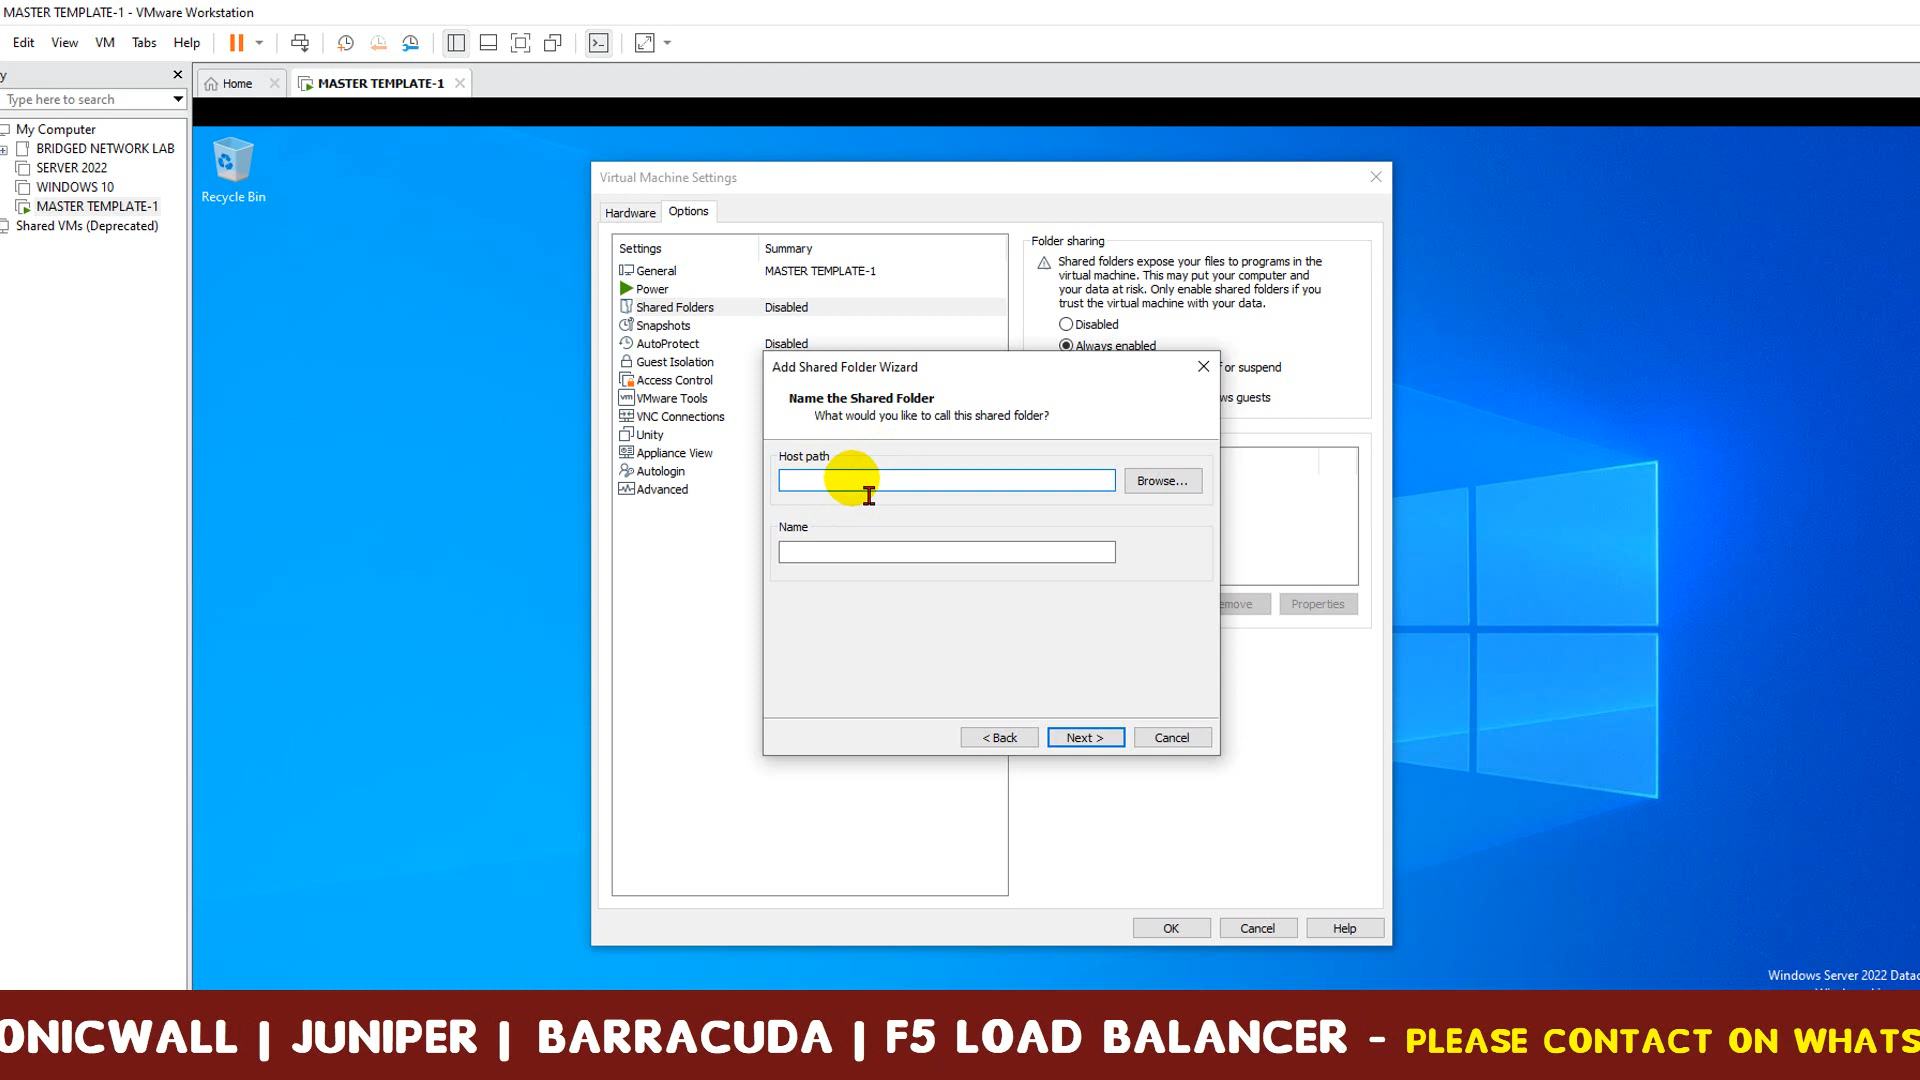 MASTER TEMPLATE-1 - VMware Workstation
Edit View VM Tabs Help
y
Type here to search
Home
MASTER TEMPLATE-1
My Computer
BRIDGED NETWORK LAB
SERVER 2022
WINDOWS 10
MASTER TEMPLATE-1
Shared VMs (Deprecated)
Recycle Bin
Virtual Machine Settings
Hardware Options
Settings Summary
General MASTER TEMPLATE-1
Power
Shared Folders Disabled
Snapshots
AutoProtect Disabled
Guest Isolation
Access Control
VMware Tools
VNC Connections
Unity
Appliance View
Autologin
Advanced
Folder sharing
Shared folders expose your files to programs in the
virtual machine. This may put your computer and
your data at risk. Only enable shared folders if you
trust the virtual machine with your data.
Disabled
Always enabled
f or suspend
ws guests
emove Properties
Add Shared Folder Wizard
Name the Shared Folder
What would you like to call this shared folder?
Host path
Browse...
Name
< Back Next > Cancel
OK Cancel Help
Windows Server 2022 Datac
ONICWALL | JUNIPER | BARRACUDA | F5 LOAD BALANCER - PLEASE CONTACT ON WHATS